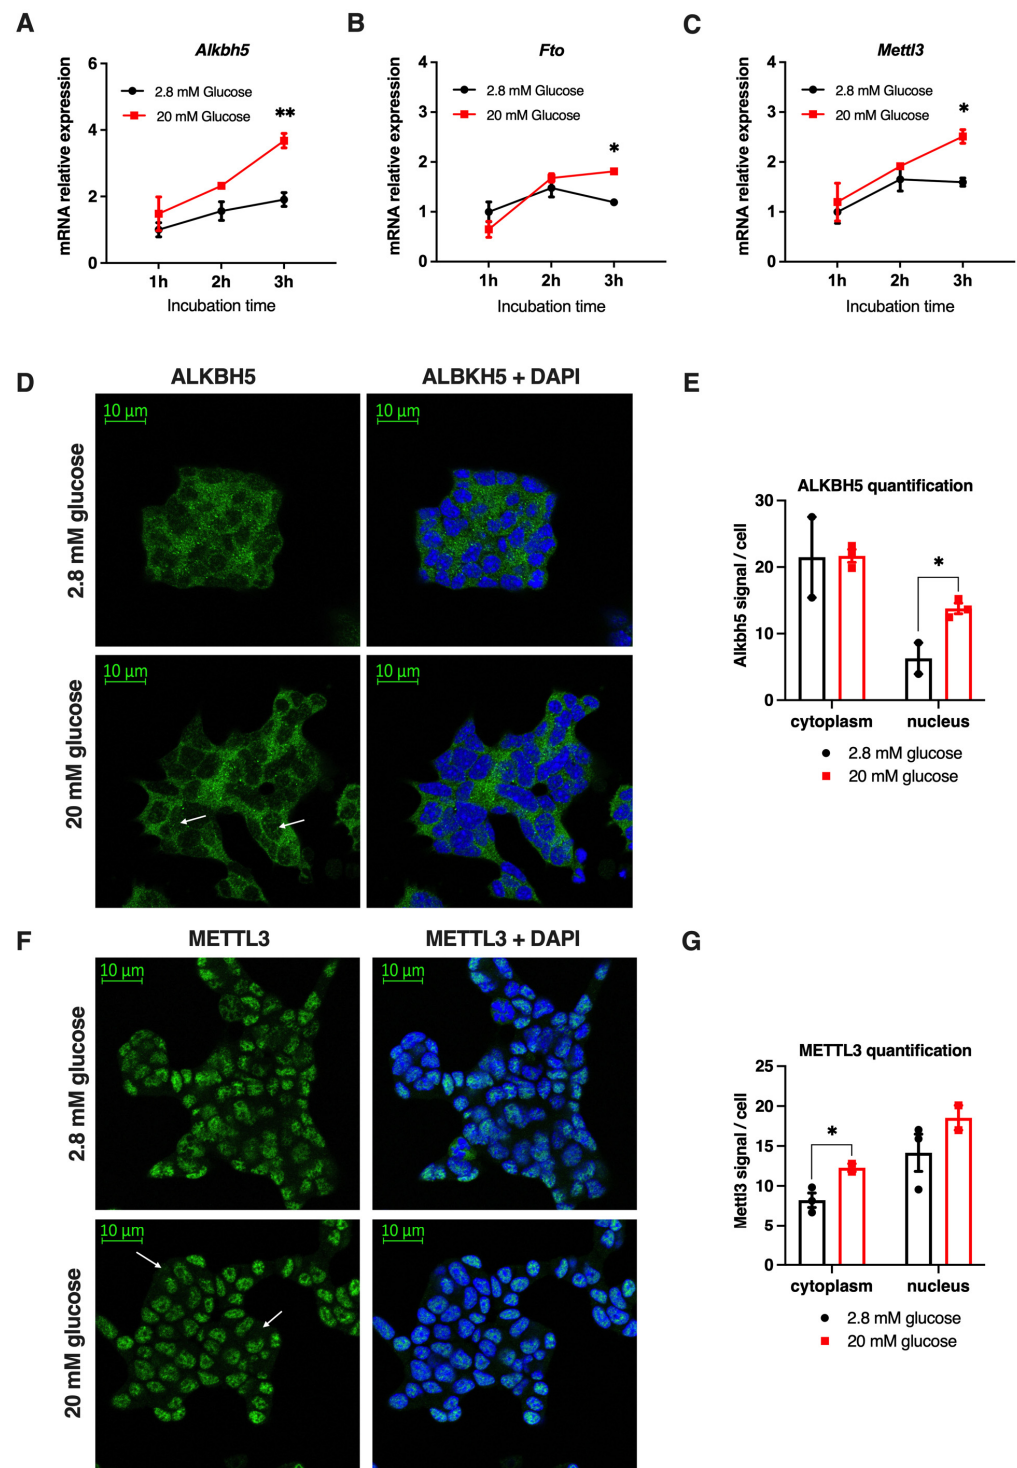 A
Alkbh5
mRNA relative expression
6
4
2
0
2.8 mM Glucose
20 mM Glucose
**
1h 2h 3h
Incubation time
B
Fto
mRNA relative expression
4
3
2
1
0
2.8 mM Glucose
20 mM Glucose
*
1h 2h 3h
Incubation time
C
Mettl3
mRNA relative expression
4
3
2
1
0
2.8 mM Glucose
20 mM Glucose
*
1h 2h 3h
Incubation time
D
ALKBH5
ALBKH5 + DAPI
2.8 mM glucose
10 µm
10 µm
20 mM glucose
10 µm
10 µm
E
ALKBH5 quantification
Alkbh5 signal / cell
30
20
10
0
*
cytoplasm nucleus
2.8 mM glucose
20 mM glucose
F
METTL3
METTL3 + DAPI
2.8 mM glucose
10 µm
10 µm
20 mM glucose
10 µm
10 µm
G
METTL3 quantification
Mettl3 signal / cell
25
20
15
10
5
0
*
cytoplasm nucleus
2.8 mM glucose
20 mM glucose